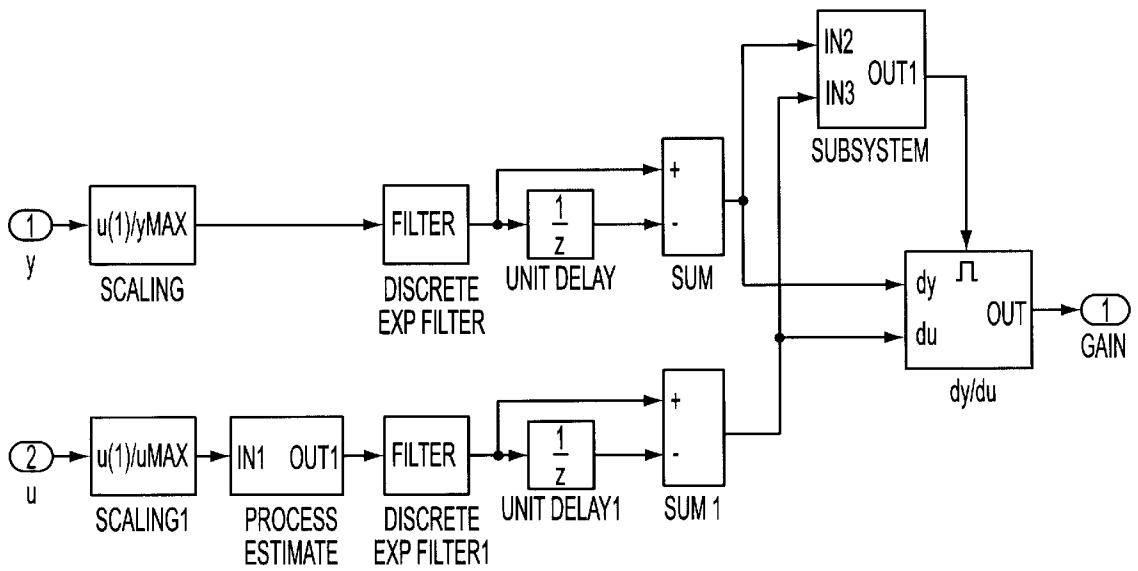 IN2
OUT1
IN3
SUBSYSTEM
1
y
u(1)/yMAX
SCALING
FILTER
DISCRETE
EXP FILTER
1
z
UNIT DELAY
+
-
SUM
dy
du
OUT
dy/du
1
GAIN
2
u
u(1)/uMAX
SCALING1
IN1 OUT1
PROCESS
ESTIMATE
FILTER
DISCRETE
EXP FILTER1
1
z
UNIT DELAY1
+
-
SUM 1